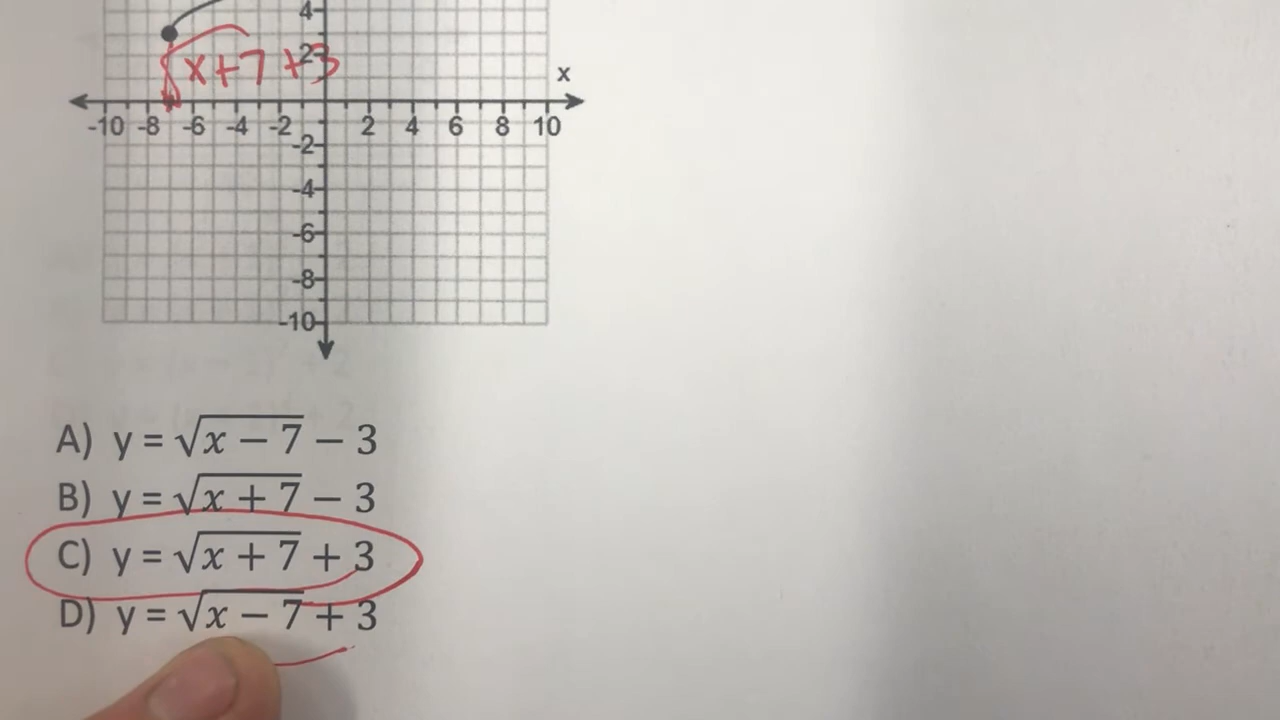 4
2
√x+7 +3
x
-10 -8 -6 -4 -2 2 4 6 8 10
-2
-4
-6
-8
-10
A) y = √x − 7 − 3
B) y = √x + 7 − 3
C) y = √x + 7 + 3
D) y = √x − 7 + 3